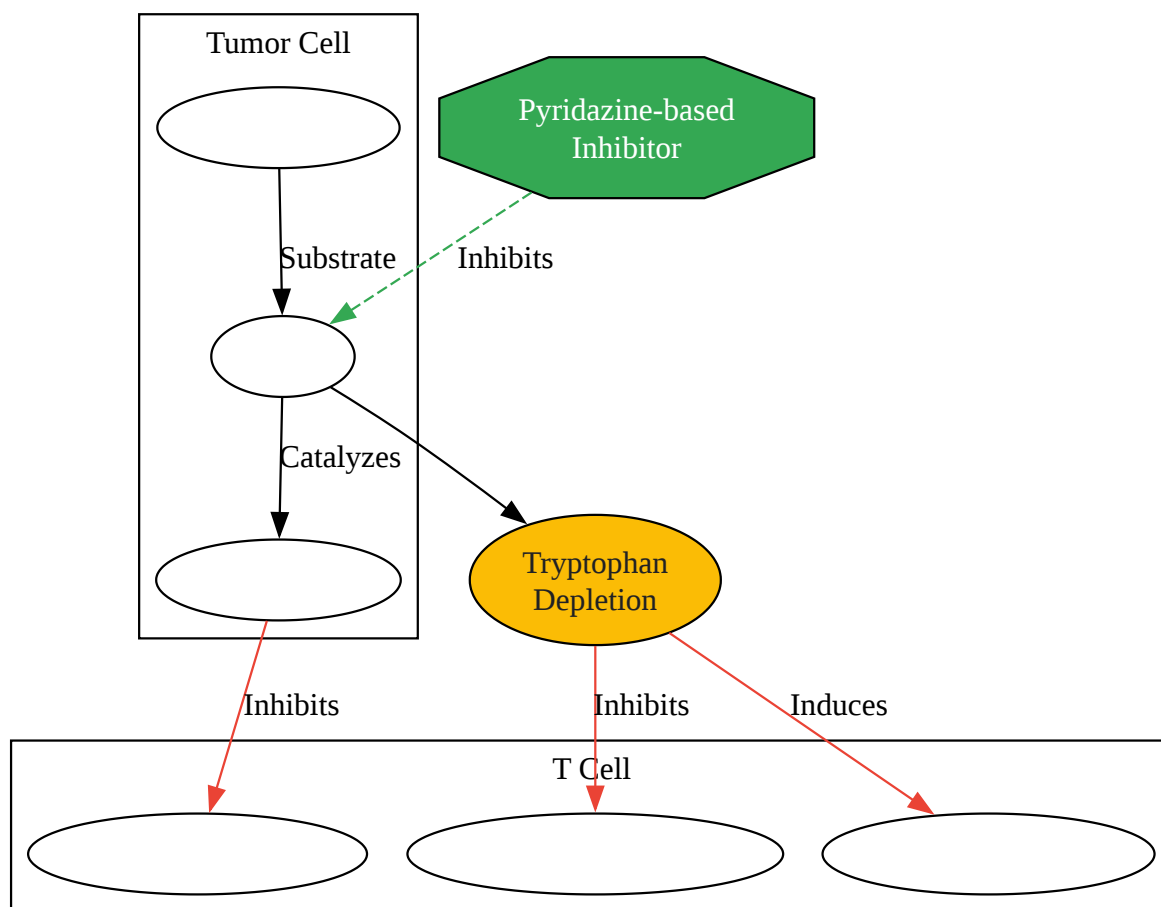 Tumor Cell
Pyridazine-based
Inhibitor
Substrate
Inhibits
Catalyzes
Tryptophan
Depletion
Inhibits
Inhibits
Induces
T Cell